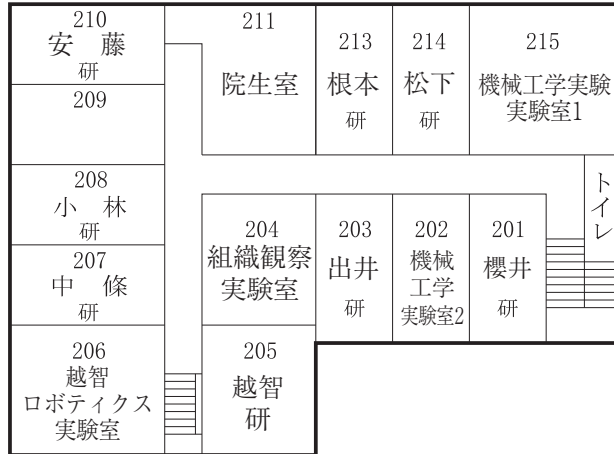 210
安藤
研
209
208
小林
研
207
中條
研
206
越智
ロボティクス
実験室
211
院生室
213
根本
研
214
松下
研
215
機械工学実験
実験室1
トイレ
204
組織観察
実験室
203
出井
研
202
機械
工学
実験室2
201
櫻井
研
205
越智
研